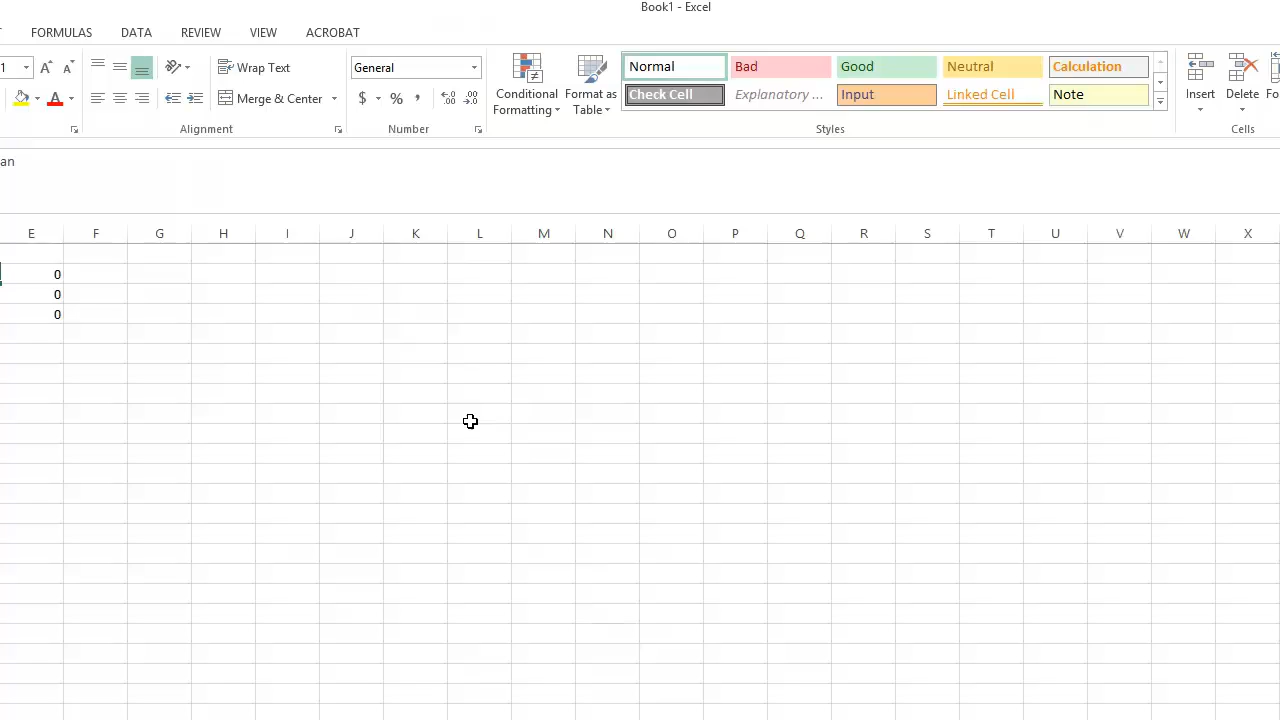 Book1 - Excel
FORMULAS DATA REVIEW VIEW ACROBAT
Wrap Text General Normal Bad Good Neutral Calculation
Merge & Center $ % Conditional Formatting Format as Table Check Cell Explanatory ... Input Linked Cell Note Insert Delete
Alignment Number Styles Cells
an
E F G H I J K L M N O P Q R S T U V W X
0
0
0